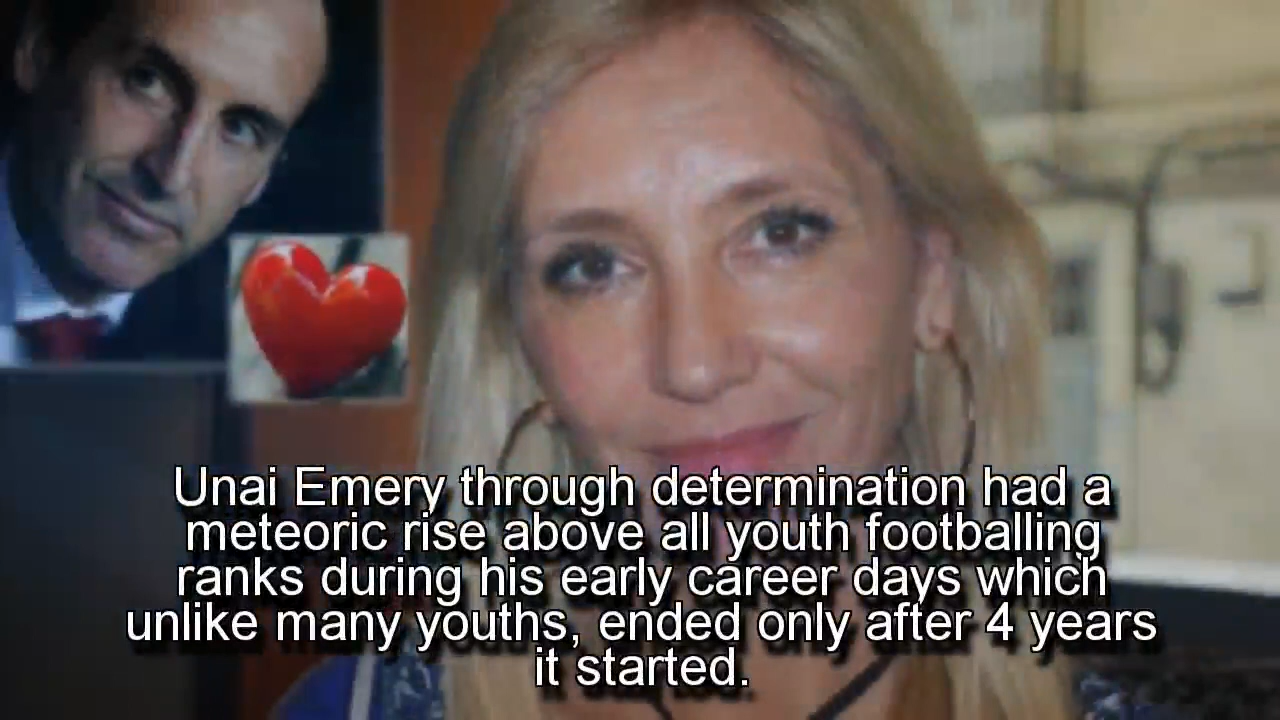 Unai Emery through determination had a
meteoric rise above all youth footballing
ranks during his early career days which
unlike many youths, ended only after 4 years
it started.